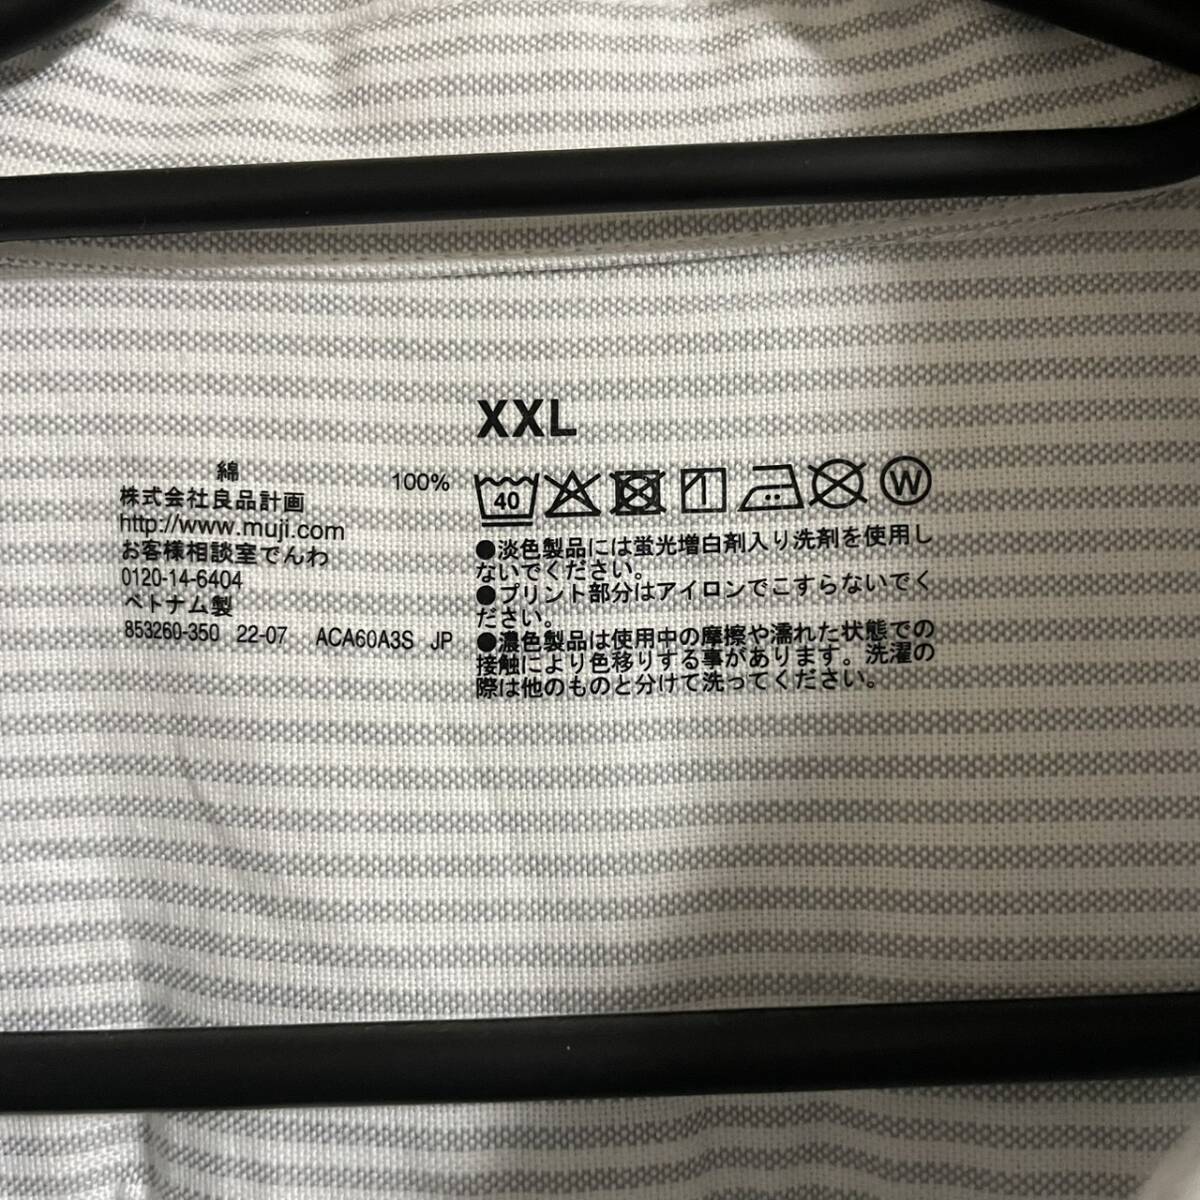 XXL
綿 100%
株式会社良品計画
http://www.muji.com
お客様相談室でんわ
0120-14-6404
ベトナム製
853260-350 22-07 ACA60A3S JP
40
W
●淡色製品には蛍光増白剤入り洗剤を使用し
ないでください。
●プリント部分はアイロンでこすらないでく
ださい。
●濃色製品は使用中の摩擦や濡れた状態での
接触により色移りする事があります。洗濯の
際は他のものと分けて洗ってください。